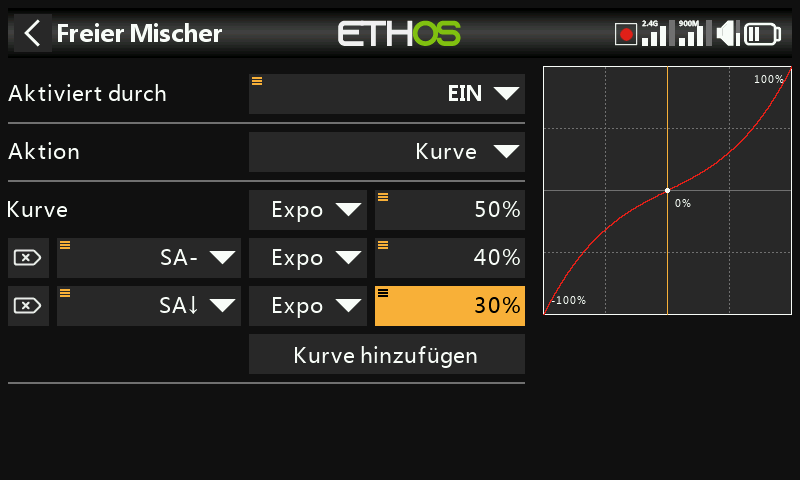 Freier Mischer
ETHOS
2.4G
900M
Aktiviert durch
EIN
Aktion
Kurve
Kurve
Expo
50%
SA-
Expo
40%
SA↓
Expo
30%
Kurve hinzufügen
100%
0%
-100%